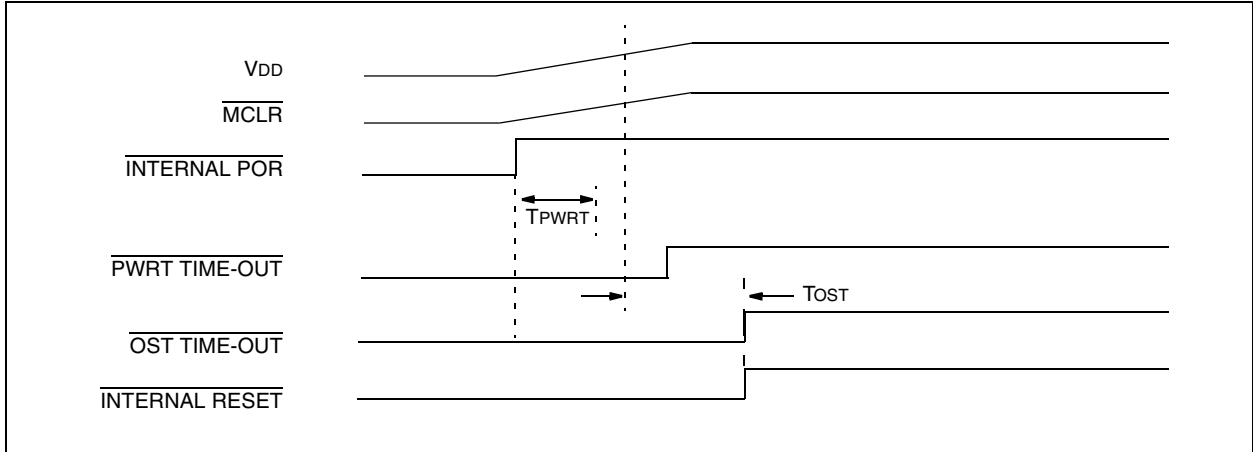 VDD
MCLR
INTERNAL POR
TPWRT
PWRT TIME-OUT
TOST
OST TIME-OUT
INTERNAL RESET